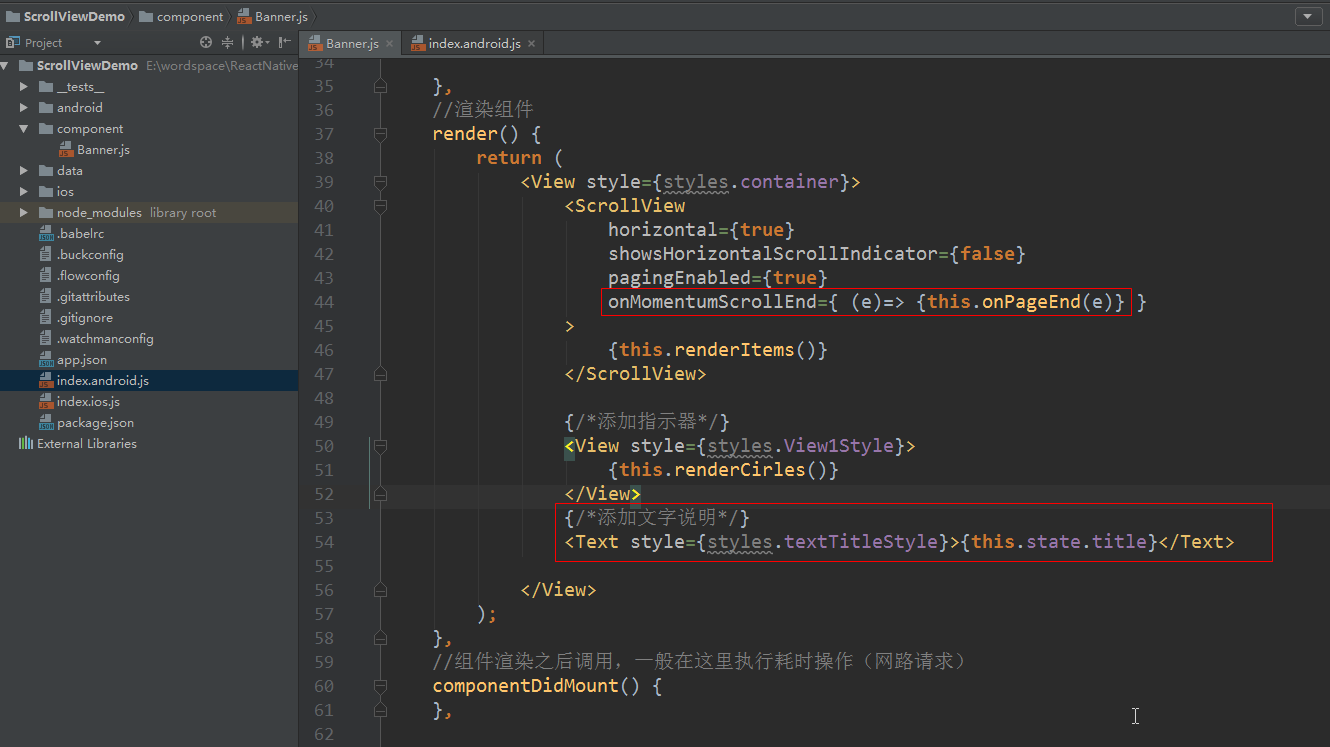 ScrollViewDemo component Banner.js
Project
Banner.js index.android.js
ScrollViewDemo E:\wordspace\ReactNative
__tests__
android
component
Banner.js
data
ios
node_modules library root
.babelrc
.buckconfig
.flowconfig
.gitattributes
.gitignore
.watchmanconfig
app.json
index.android.js
index.ios.js
package.json
External Libraries
34
35 },
36 //渲染组件
37 render() {
38 return (
39 <View style={styles.container}>
40 <ScrollView
41 horizontal={true}
42 showsHorizontalScrollIndicator={false}
43 pagingEnabled={true}
44 onMomentumScrollEnd={ (e)=> {this.onPageEnd(e)} }
45 >
46 {this.renderItems()}
47 </ScrollView>
48
49 {/*添加指示器*/}
50 <View style={styles.View1Style}>
51 {this.renderCirles()}
52 </View>
53 {/*添加文字说明*/}
54 <Text style={styles.textTitleStyle}>{this.state.title}</Text>
55
56 </View>
57 );
58 },
59 //组件渲染之后调用，一般在这里执行耗时操作（网路请求）
60 componentDidMount() {
61 },
62